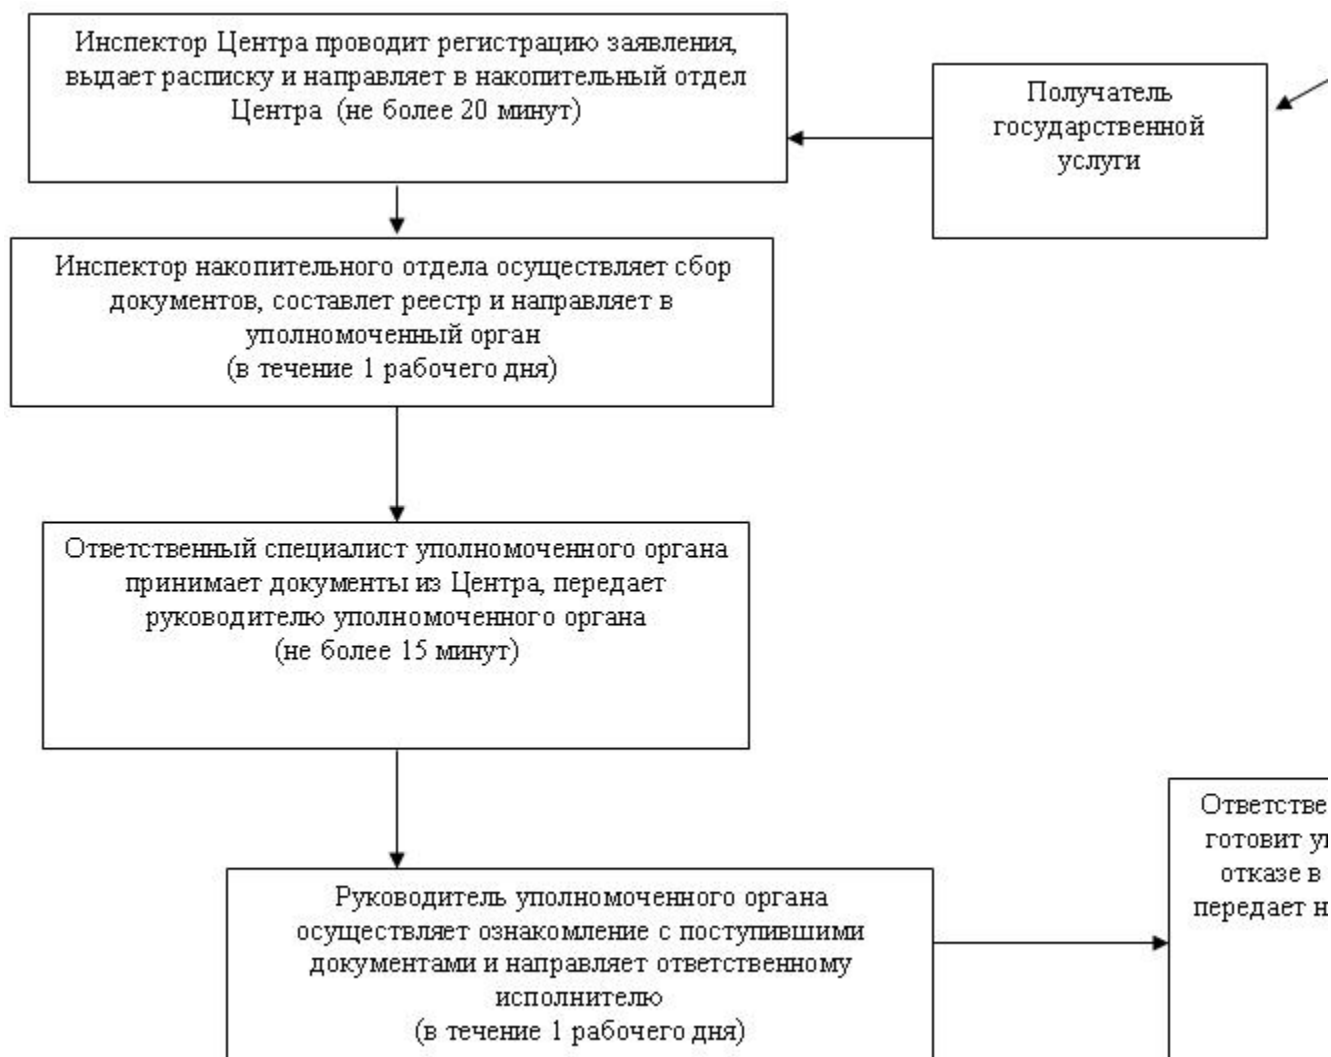 Инспектор Центра проводит регистрацию заявления,
выдает расписку и направляет в накопительный отдел
Центра (не более 20 минут)
Получатель
государственной
услуги
Инспектор накопительного отдела осуществляет сбор
документов, составлет реестр и направляет в
уполномоченный орган
(в течение 1 рабочего дня)
Ответственный специалист уполномоченного органа
принимает документы из Центра, передает
руководителю уполномоченного органа
(не более 15 минут)
Руководитель уполномоченного органа
осуществляет ознакомление с поступившими
документами и направляет ответственному
исполнителю
(в течение 1 рабочего дня)
готовит
отказе в
передает